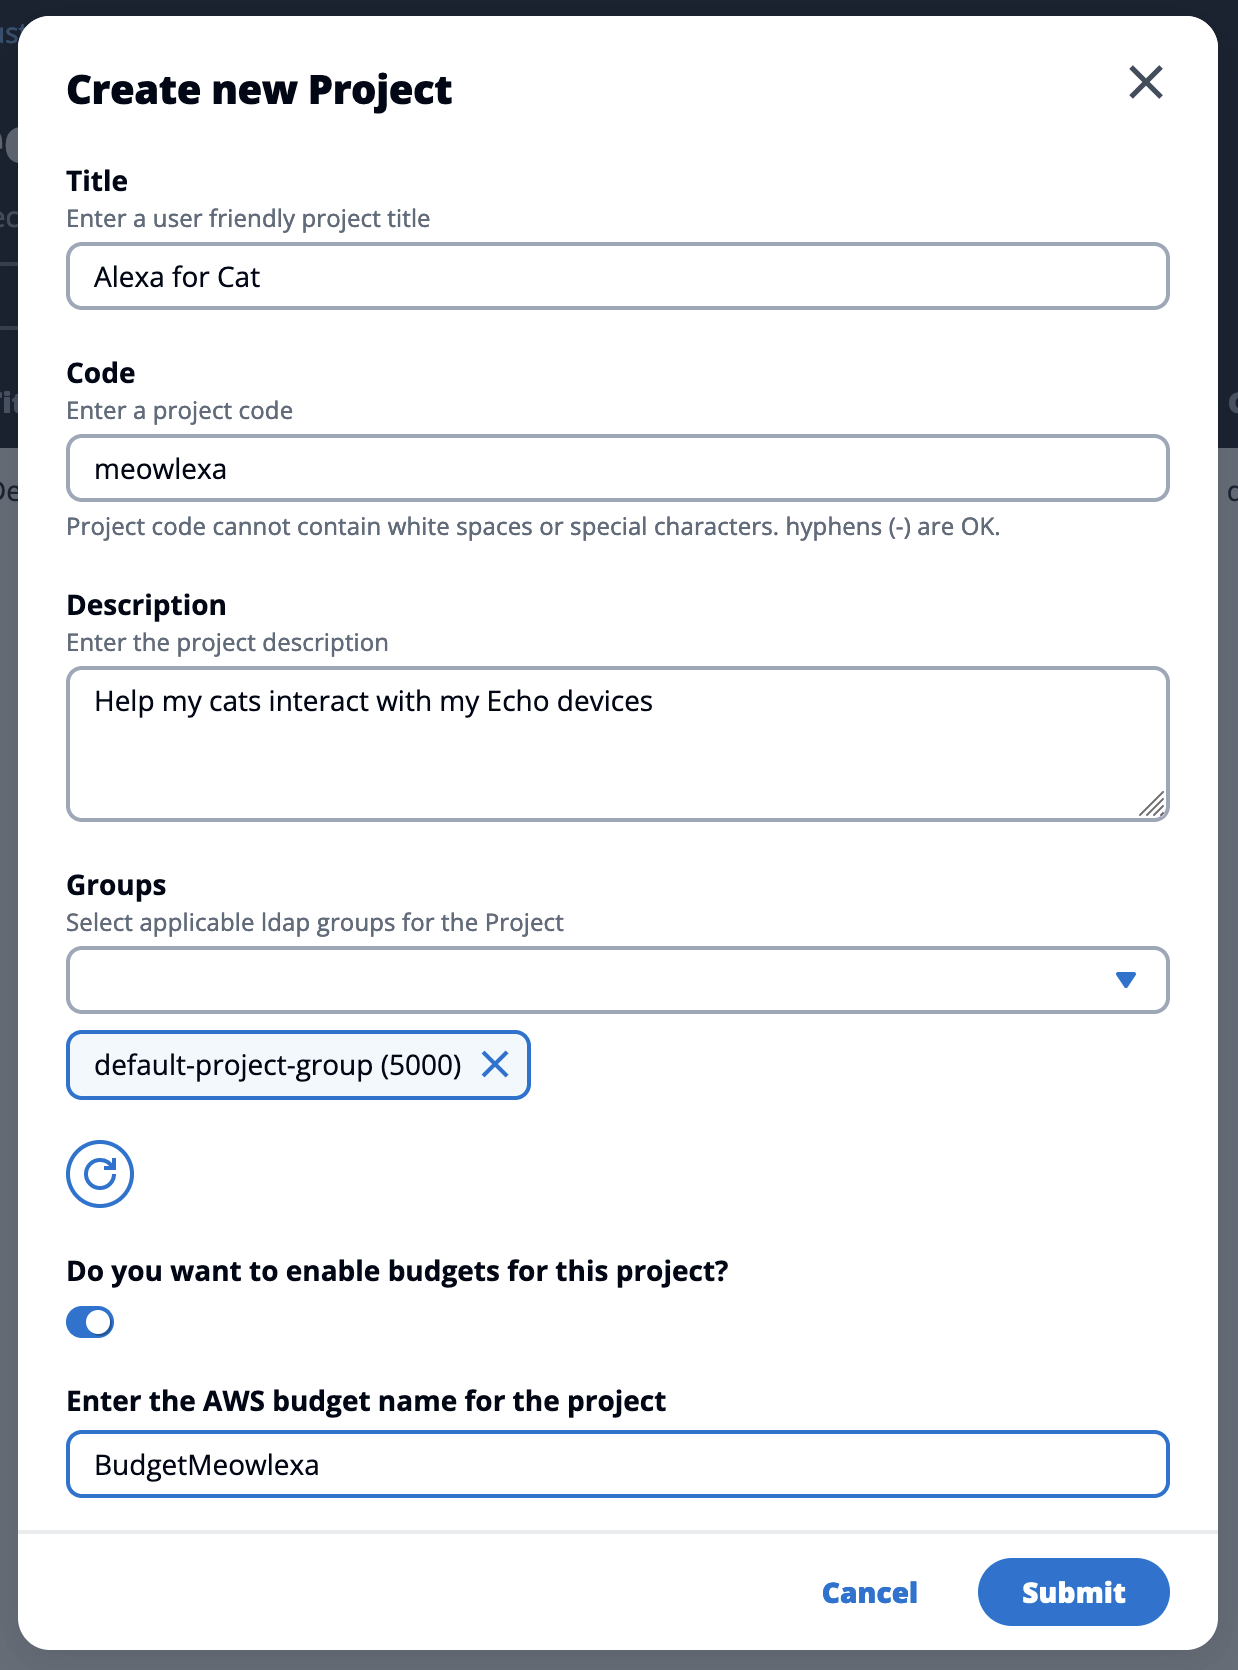 Create new Project
Title
Enter a user friendly project title
Alexa for Cat
Code
Enter a project code
meowlexa
Project code cannot contain white spaces or special characters. hyphens (-) are OK.
Description
Enter the project description
Help my cats interact with my Echo devices
Groups
Select applicable ldap groups for the Project
default-project-group (5000)
Do you want to enable budgets for this project?
Enter the AWS budget name for the project
BudgetMeowlexa
Cancel
Submit